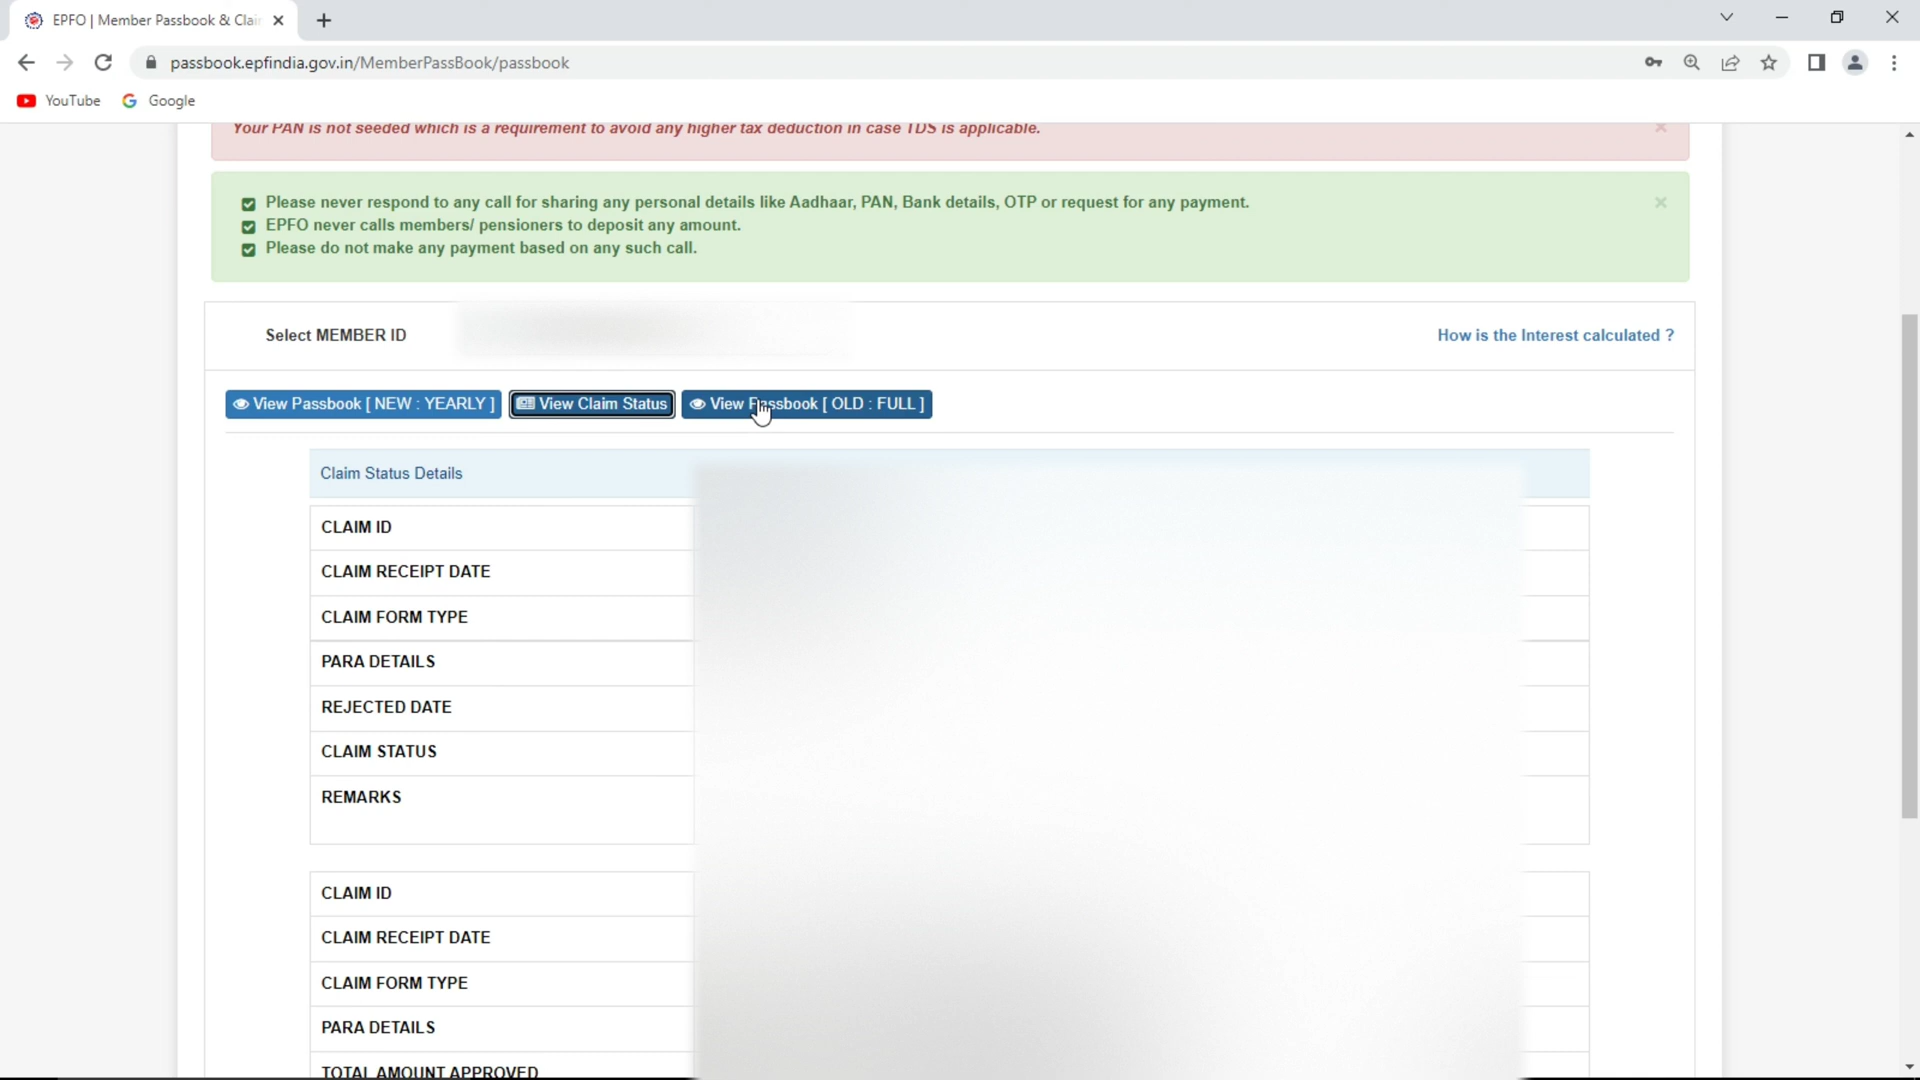 EPFO | Member Passbook & Clai
passbook.epfindia.gov.in/MemberPassBook/passbook
YouTube
Google
Your PAN is not seeded which is a requirement to avoid any higher tax deduction in case TDS is applicable.
Please never respond to any call for sharing any personal details like Aadhaar, PAN, Bank details, OTP or request for any payment.
EPFO never calls members/ pensioners to deposit any amount.
Please do not make any payment based on any such call.
Select MEMBER ID
How is the Interest calculated ?
View Passbook [ NEW : YEARLY ]
View Claim Status
View Passbook [ OLD : FULL ]
Claim Status Details
CLAIM ID
CLAIM RECEIPT DATE
CLAIM FORM TYPE
PARA DETAILS
REJECTED DATE
CLAIM STATUS
REMARKS
CLAIM ID
CLAIM RECEIPT DATE
CLAIM FORM TYPE
PARA DETAILS
TOTAL AMOUNT APPROVED